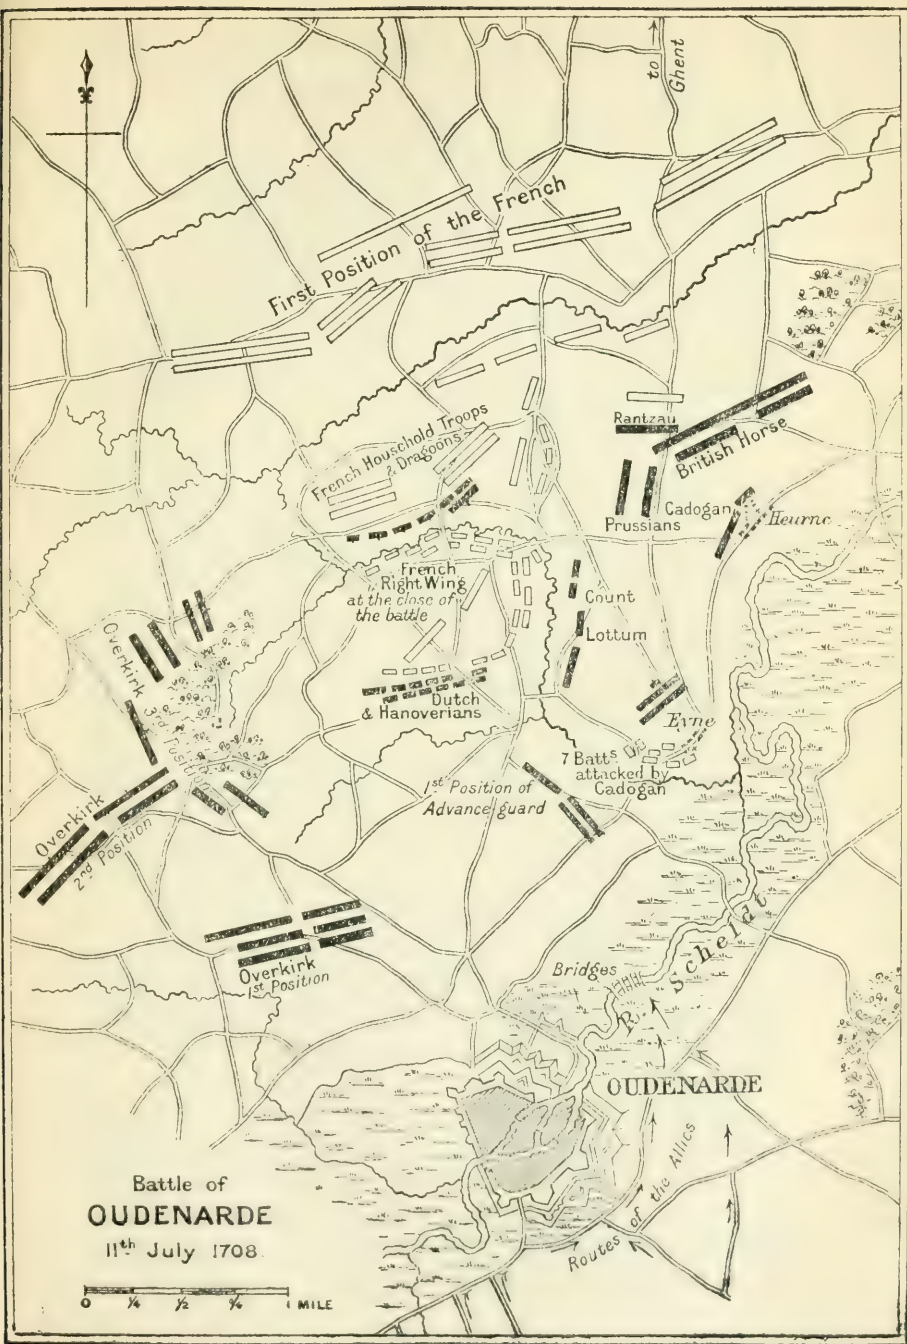 to Ghent
First Position of the French
French Household Troops
& Dragoons
Rantzau
British Horse
Prussians
Cadogan
Heurne
French
Right Wing
at the close of
the battle
Count
Lottum
Dutch
& Hanoverians
Eyne
7 Batts
attacked by
Cadogan
1st Position of
Advance guard
Overkirk
3rd Position
Overkirk
2nd Position
Overkirk
1st Position
Bridges
R. Scheldt
OUDENARDE
Routes of the Allies
Battle of
OUDENARDE
11th July 1708.
0 1/4 1/2 3/4 1 MILE